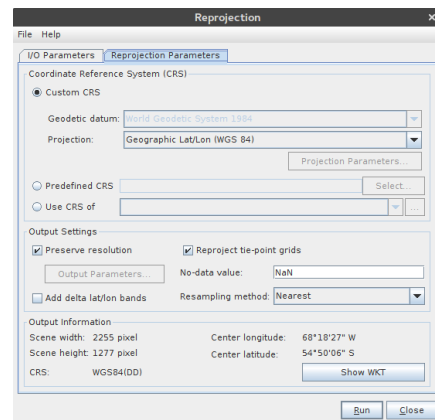 Reprojection
File Help
I/O Parameters Reprojection Parameters
Coordinate Reference System (CRS)
Custom CRS
Geodetic datum: World Geodetic System 1984
Projection: Geographic Lat/Lon (WGS 84)
Projection Parameters...
Predefined CRS Select...
Use CRS of ...
Output Settings
Preserve resolution Reproject tie-point grids
Output Parameters... No-data value: NaN
Add delta lat/lon bands Resampling method: Nearest
Output Information
Scene width: 2255 pixel Center longitude: 68°18'27" W
Scene height: 1277 pixel Center latitude: 54°50'06" S
CRS: WGS84(DD) Show WKT
Run Close